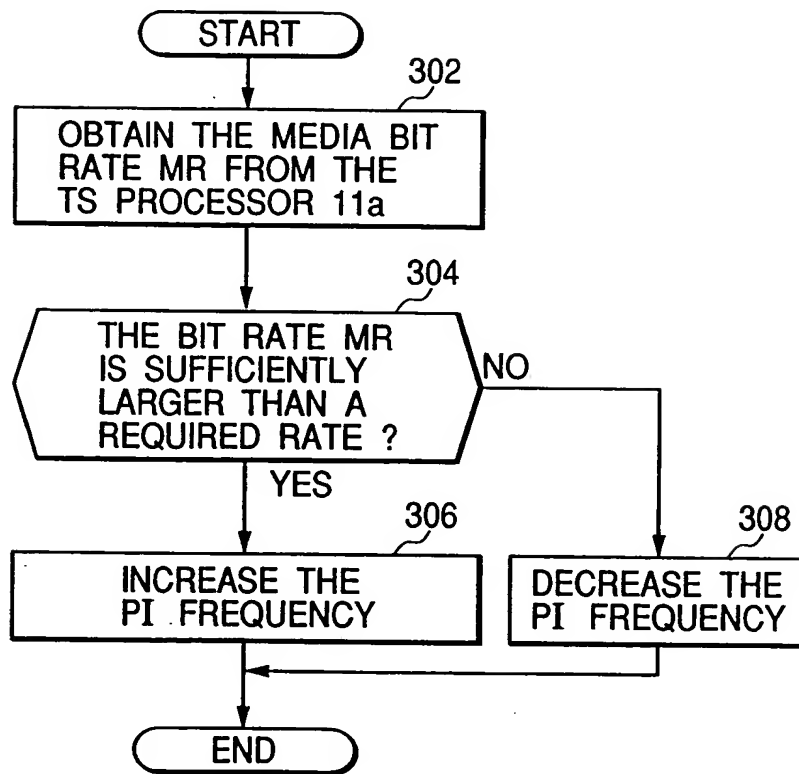 START
302
OBTAIN THE MEDIA BIT
RATE MR FROM THE
TS PROCESSOR 11a
304
THE BIT RATE MR
IS SUFFICIENTLY
LARGER THAN A
REQUIRED RATE ?
NO
YES
306
INCREASE THE
PI FREQUENCY
308
DECREASE THE
PI FREQUENCY
END